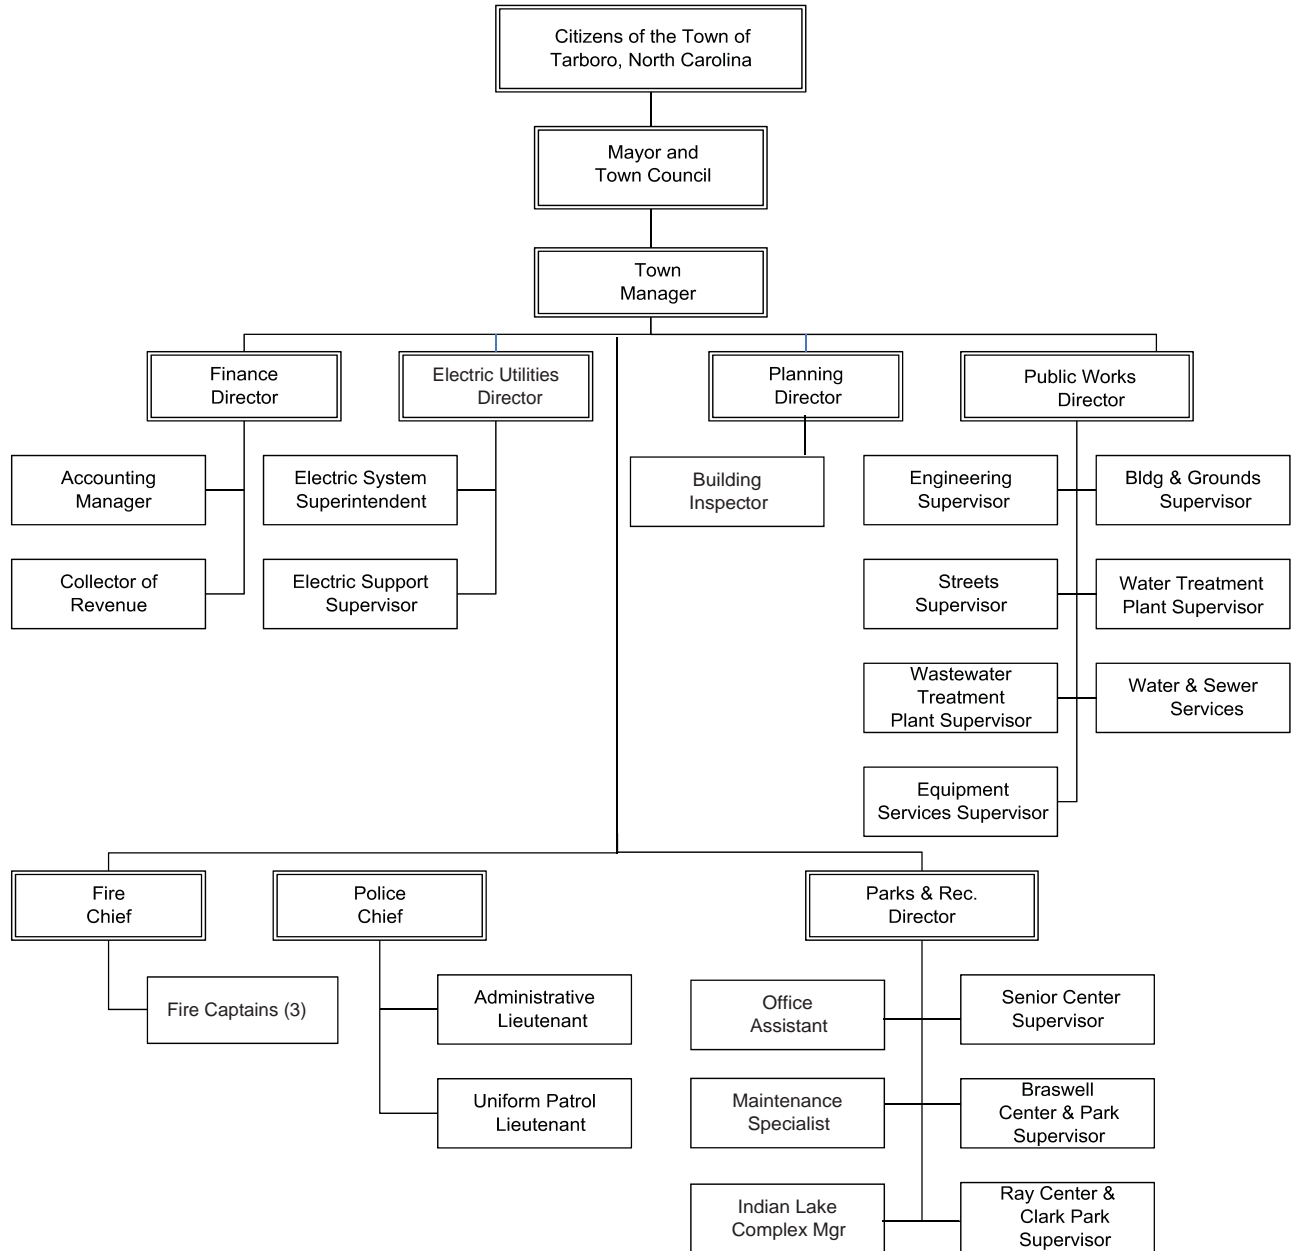 Citizens of the Town of
Tarboro, North Carolina
Mayor and
Town Council
Town
Manager
Finance
Director
Electric Utilities
Director
Planning
Director
Public Works
Director
Accounting
Manager
Electric System
Superintendent
Building
Inspector
Engineering
Supervisor
Bldg & Grounds
Supervisor
Collector of
Revenue
Electric Support
Supervisor
Streets
Supervisor
Water Treatment
Plant Supervisor
Wastewater
Treatment
Plant Supervisor
Water & Sewer
Services
Equipment
Services Supervisor
Fire
Chief
Police
Chief
Parks & Rec.
Director
Fire Captains (3)
Administrative
Lieutenant
Office
Assistant
Senior Center
Supervisor
Uniform Patrol
Lieutenant
Maintenance
Specialist
Braswell
Center & Park
Supervisor
Indian Lake
Complex Mgr
Ray Center &
Clark Park
Supervisor